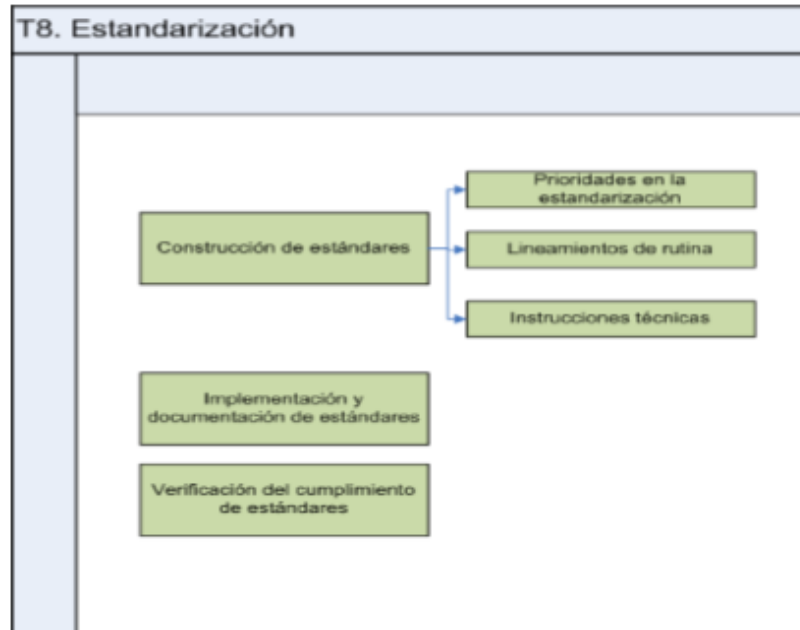 T8. Estandarización
Prioridades en la
estandarización
Construcción de estándares
Lineamientos de rutina
Instrucciones técnicas
Implementación y
documentación de estándares
Verificación del cumplimiento
de estándares